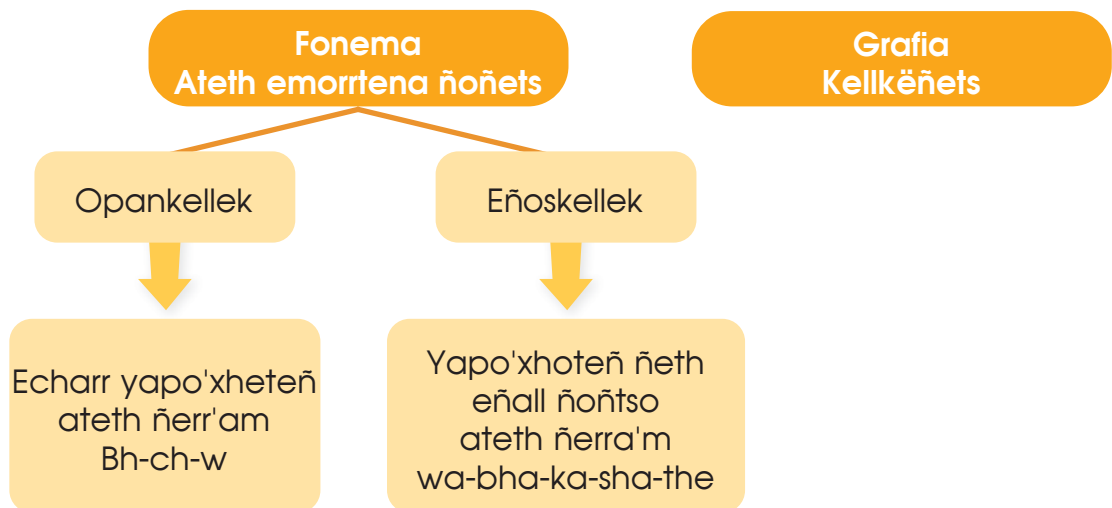 Fonema
Ateth emorrtena ñoñets
Grafia
Kellkëñets
Opankellek
Eñoskellek
Echarr yapo'xheteñ
ateth ñerr'am
Bh-ch-w
Yapo'xhoteñ ñeth
eñall ñoñtso
ateth ñerra'm
wa-bha-ka-sha-the